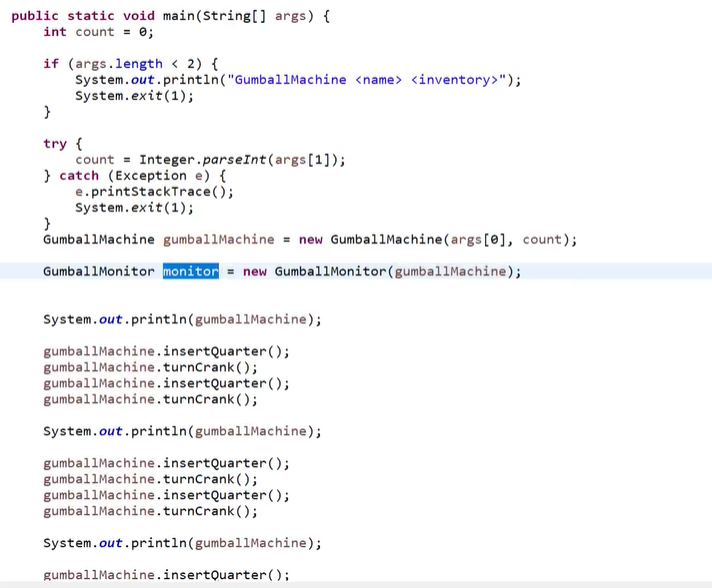 public static void main(String[] args) {
int count = 0;
if (args.length < 2) {
System.out.println("GumballMachine <name> <inventory>");
System.exit(1);
}
try {
count = Integer.parseInt(args[1]);
} catch (Exception e) {
e.printStackTrace();
System.exit(1);
}
GumballMachine gumballMachine = new GumballMachine(args[0], count);
GumballMonitor monitor = new GumballMonitor(gumballMachine);
System.out.println(gumballMachine);
gumballMachine.insertQuarter();
gumballMachine.turnCrank();
gumballMachine.insertQuarter();
gumballMachine.turnCrank();
System.out.println(gumballMachine);
gumballMachine.insertQuarter();
gumballMachine.turnCrank();
gumballMachine.insertQuarter();
gumballMachine.turnCrank();
System.out.println(gumballMachine);
gumballMachine.insertQuarter();